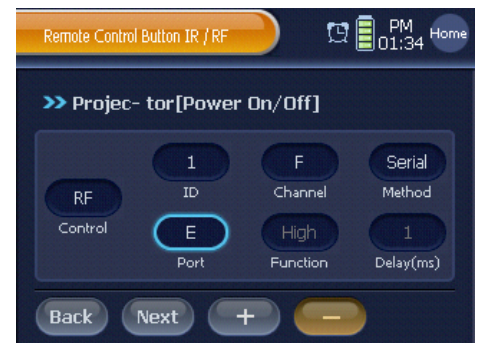 Remote Control Button IR / RF
PM
01:34
Home
>> Projec- tor[Power On/Off]
1 F Serial
ID Channel Method
RF
Control
E High 1
Port Function Delay(ms)
Back Next + −